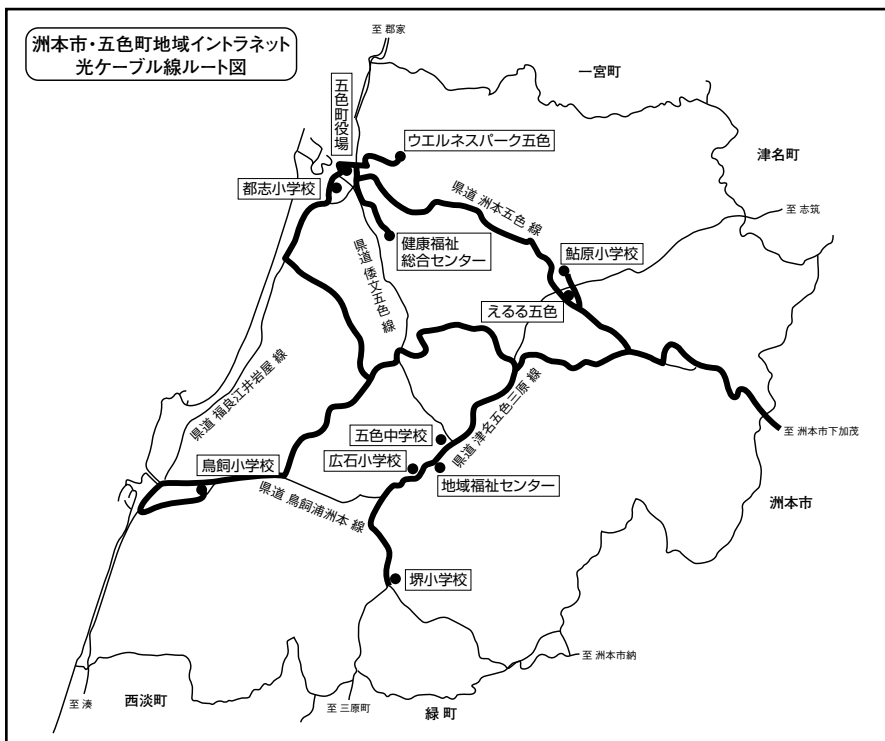 洲本市・五色町地域イントラネット
光ケーブル線ルート図
至 郡家
一宮町
五色町役場
ウエルネスパーク五色
津名町
都志小学校
県道 洲本五色 線
至 志筑
健康福祉
総合センター
鮎原小学校
県道 倭文五色 線
えるる五色
県道 福良江井岩屋 線
県道 津名五色三原 線
五色中学校
至 洲本市下加茂
鳥飼小学校
広石小学校
地域福祉センター
県道 鳥飼浦洲本 線
洲本市
堺小学校
至 洲本市納
至 湊
西淡町
至 三原町
緑 町